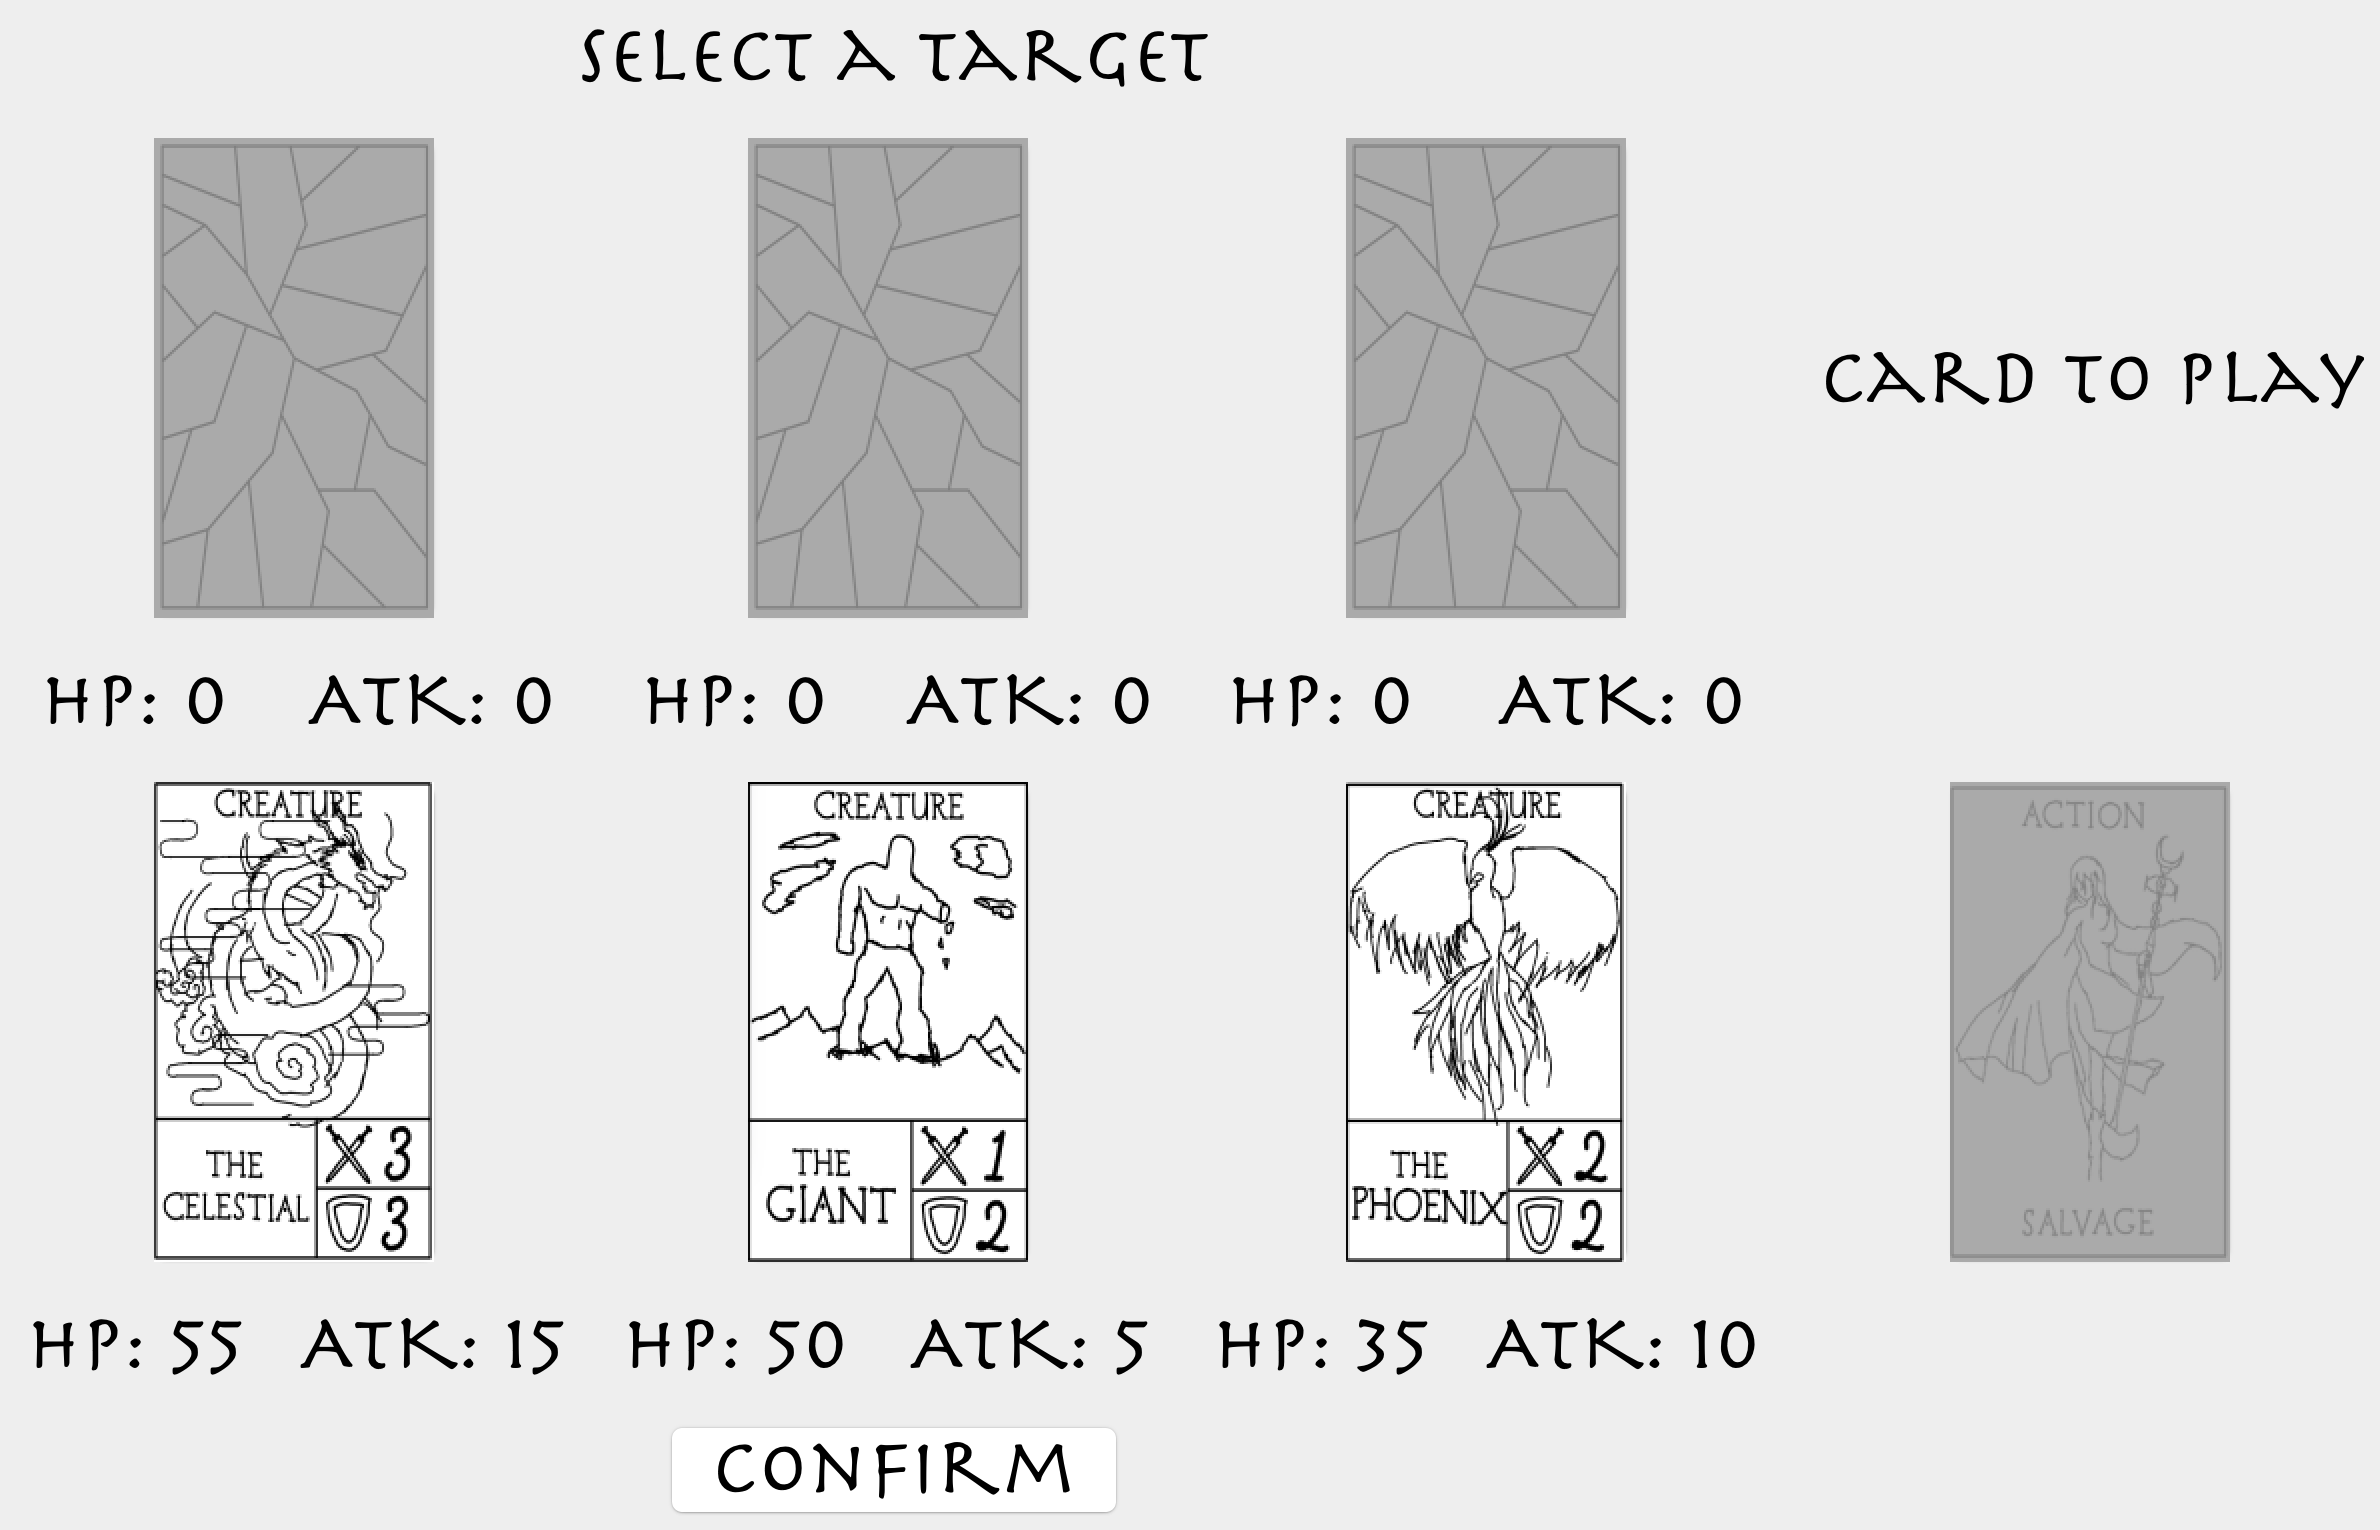 SELECT A TARGET
CARD TO PLAY
HP: 0 ATK: 0 HP: 0 ATK: 0 HP: 0 ATK: 0
CREATURE
THE
CELESTIAL
3
3
CREATURE
THE
GIANT
1
2
CREATURE
THE
PHOENIX
2
2
ACTION
SALVAGE
HP: 55 ATK: 15 HP: 50 ATK: 5 HP: 35 ATK: 10
CONFIRM